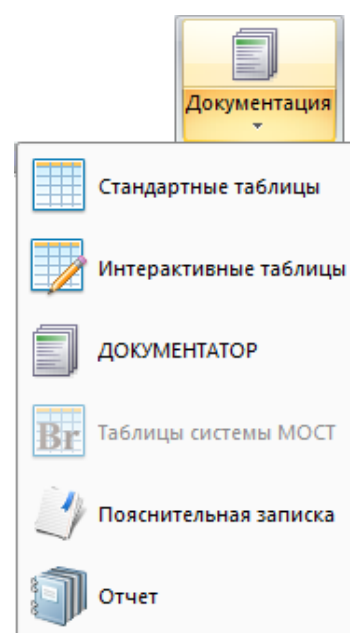 Документация
Стандартные таблицы
Интерактивные таблицы
ДОКУМЕНТАТОР
Br Таблицы системы МОСТ
Пояснительная записка
Отчет